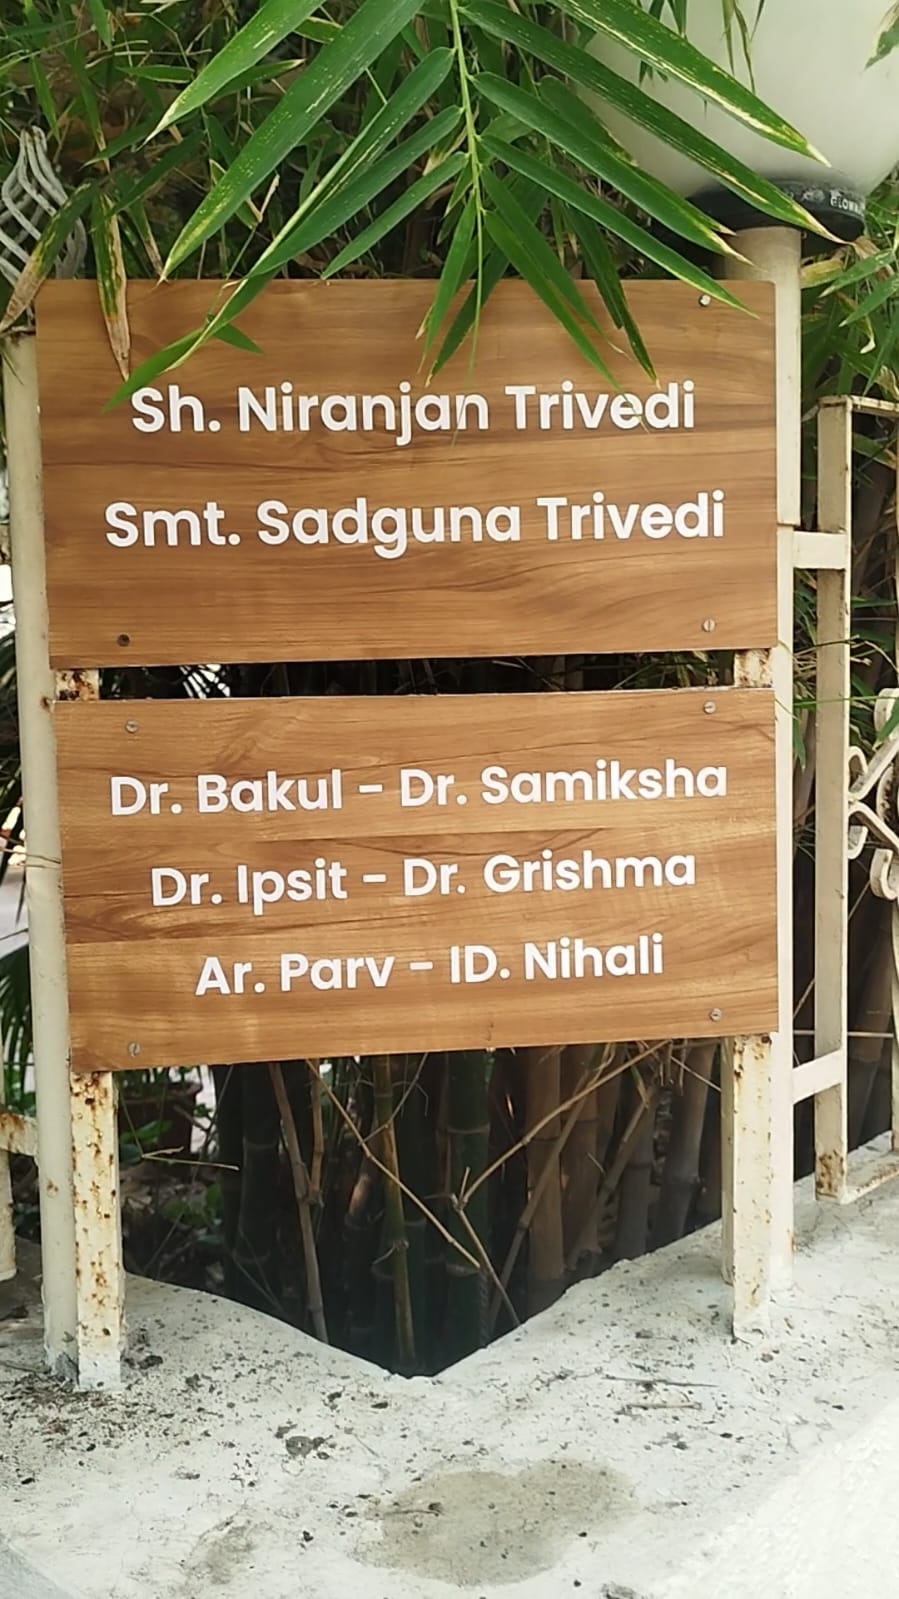 Sh. Niranjan Trivedi
Smt. Sadguna Trivedi
Dr. Bakul - Dr. Samiksha
Dr. Ipsit - Dr. Grishma
Ar. Parv - ID. Nihali